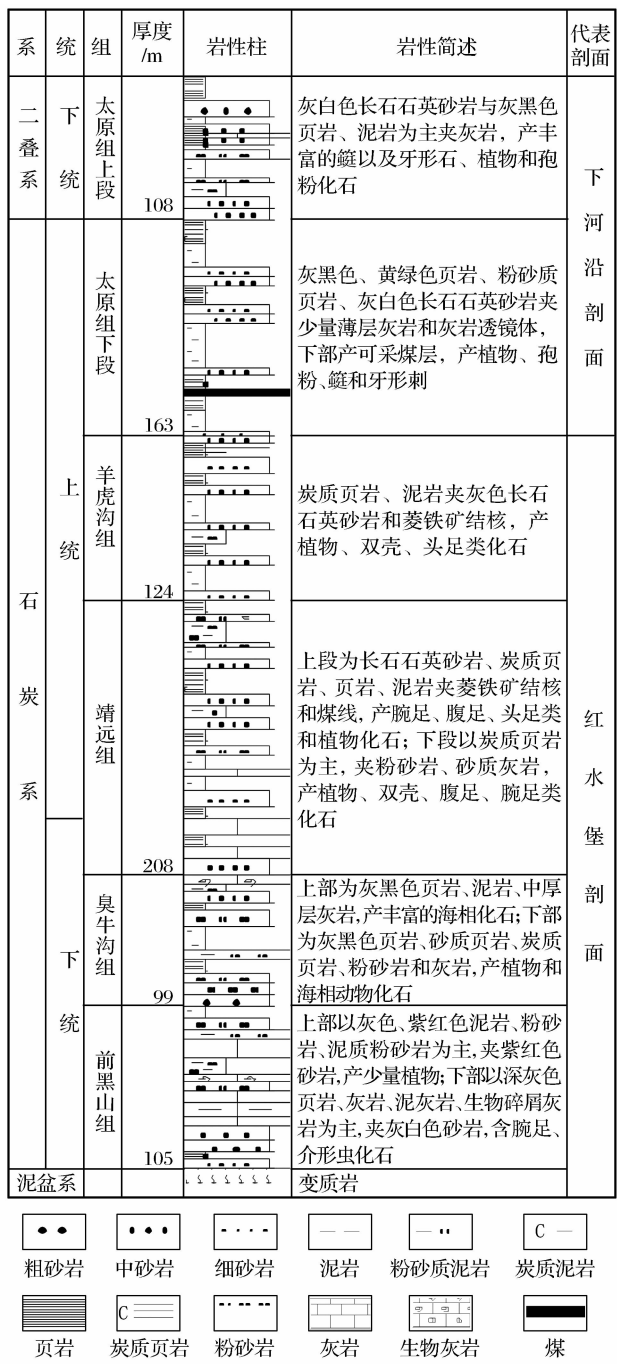 系 统 组 厚度/m 岩性柱 岩性简述 代表剖面
二叠系
下统
太原组上段
108
灰白色长石石英砂岩与灰黑色
页岩、泥岩为主夹灰岩，产丰
富的䗴以及牙形石、植物和孢
粉化石
下河沿剖面
石炭系
上统
太原组下段
163
灰黑色、黄绿色页岩、粉砂质
页岩、灰白色长石石英砂岩夹
少量薄层灰岩和灰岩透镜体，
下部产可采煤层，产植物、孢
粉、䗴和牙形刺
羊虎沟组
124
炭质页岩、泥岩夹灰色长石
石英砂岩和菱铁矿结核，产
植物、双壳、头足类化石
红水堡剖面
靖远组
208
上段为长石石英砂岩、炭质页
岩、页岩、泥岩夹菱铁矿结核
和煤线，产腕足、腹足、头足类
和植物化石；下段以炭质页岩
为主，夹粉砂岩、砂质灰岩，
产植物、双壳、腹足、腕足类
化石
下统
臭牛沟组
99
上部为灰黑色页岩、泥岩、中厚
层灰岩，产丰富的海相化石；下部
为灰黑色页岩、砂质页岩、炭质
页岩、粉砂岩和灰岩，产植物和
海相动物化石
前黑山组
105
上部以灰色、紫红色泥岩、粉砂
岩、泥质粉砂岩为主，夹紫红色
砂岩，产少量植物；下部以深灰色
页岩、灰岩、泥灰岩、生物碎屑灰
岩为主，夹灰白色砂岩，含腕足、
介形虫化石
泥盆系
变质岩
C
粗砂岩 中砂岩 细砂岩 泥岩 粉砂质泥岩 炭质泥岩
C
页岩 炭质页岩 粉砂岩 灰岩 生物灰岩 煤